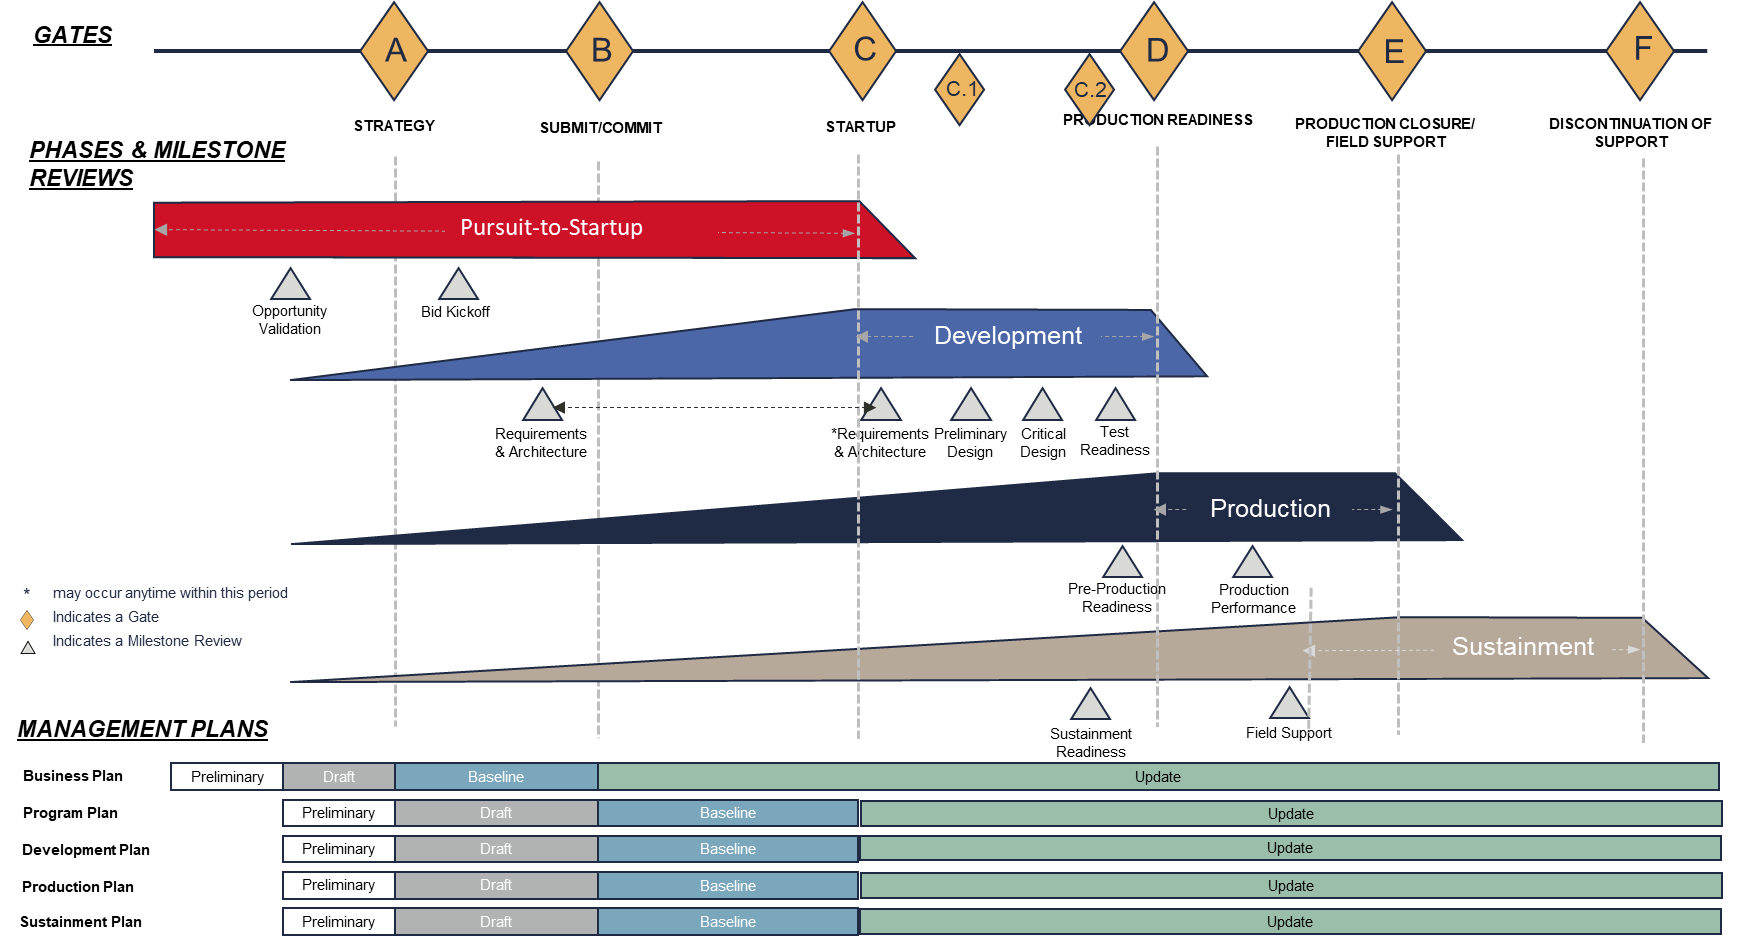 GATES
A
B
C
D
E
F
C.1
C.2
STRATEGY
SUBMIT/COMMIT
STARTUP
PRODUCTION READINESS
PRODUCTION CLOSURE/
FIELD SUPPORT
DISCONTINUATION OF
SUPPORT
PHASES & MILESTONE
REVIEWS
Pursuit-to-Startup
Opportunity
Validation
Bid Kickoff
Development
Requirements
& Architecture
*Requirements
& Architecture
Preliminary
Design
Critical
Design
Test
Readiness
Production
Pre-Production
Readiness
Production
Performance
* may occur anytime within this period
Indicates a Gate
Indicates a Milestone Review
Sustainment
Sustainment
Readiness
Field Support
MANAGEMENT PLANS
Business Plan Preliminary Draft Baseline Update
Program Plan Preliminary Draft Baseline Update
Development Plan Preliminary Draft Baseline Update
Production Plan Preliminary Draft Baseline Update
Sustainment Plan Preliminary Draft Baseline Update